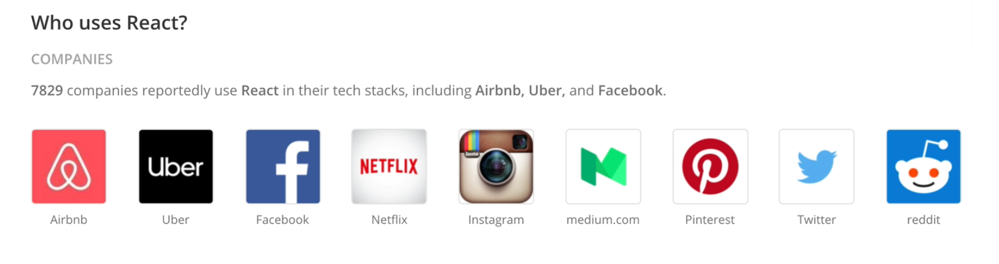 Who uses React?
COMPANIES
7829 companies reportedly use React in their tech stacks, including Airbnb, Uber, and Facebook.
Uber
f
NETFLIX
Insta
Airbnb
Uber
Facebook
Netflix
Instagram
medium.com
Pinterest
Twitter
reddit